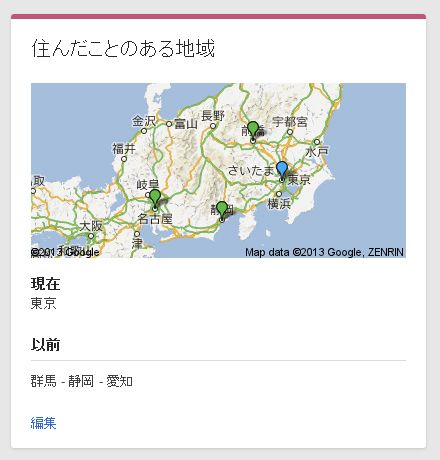 住んだことのある地域
金沢
富山
長野
前橋
宇都宮
福井
水戸
さいたま
東京
岐阜
横浜
名古屋
静岡
大阪
津
和歌山
©2013 Google
Map data ©2013 Google, ZENRIN
現在
東京
以前
群馬 - 静岡 - 愛知
編集